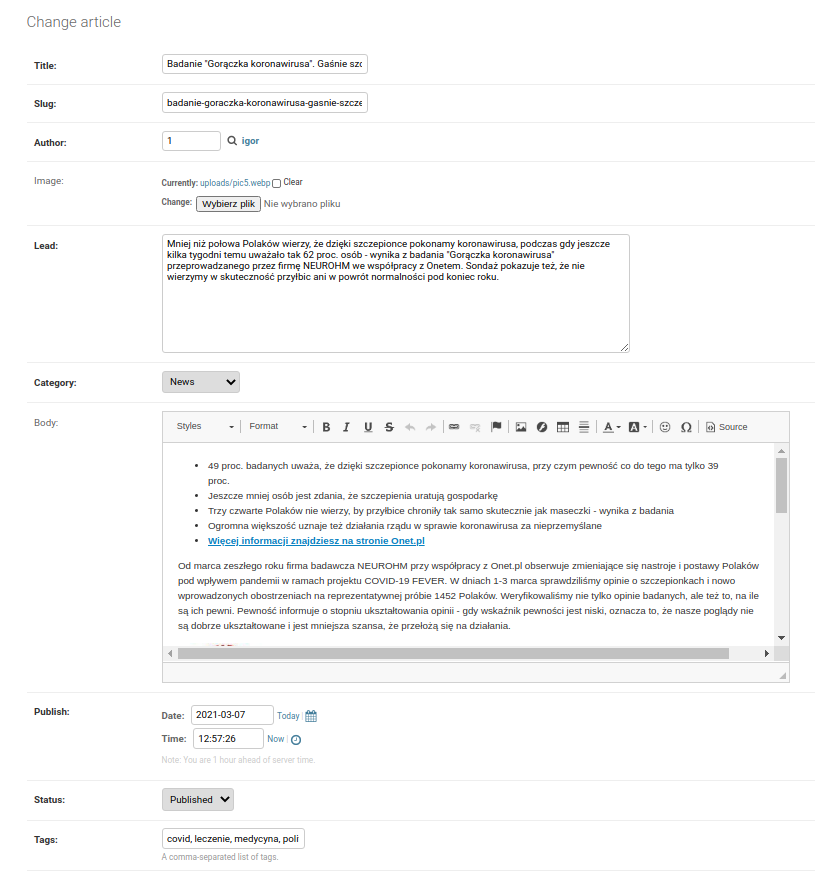 Change article
Title: Badanie "Gorączka koronawirusa". Gaśnie
Slug: badanie-goraczka-koronawirusa-gasnie-szcze
Author: 1 igor
Image: Currently: uploads/pic5.webp Clear
Change: Wybierz plik Nie wybrano pliku
Lead: Mniej niż połowa Polaków wierzy, że dzięki szczepionce pokonamy koronawirusa, podczas gdy jeszcze
kilka tygodni temu uważało tak 62 proc. osób - wynika z badania "Gorączka koronawirusa"
przeprowadzanego przez firmę NEUROHM we współpracy z Onetem. Sondaż pokazuje też, że nie
wierzymy w skuteczność przyłbic ani w powrót normalności pod koniec roku.
Category: News
Body: Styles Format B I U S A A Ω Source
• 49 proc. badanych uważa, że dzięki szczepionce pokonamy koronawirusa, przy czym pewność co do tego ma tylko 39
proc.
• Jeszcze mniej osób jest zdania, że szczepienia uratują gospodarkę
• Trzy czwarte Polaków nie wierzy, by przyłbice chroniły tak samo skutecznie jak maseczki - wynika z badania
• Ogromna większość uznaje też działania rządu w sprawie koronawirusa za nieprzemyślane
• Więcej informacji znajdziesz na stronie Onet.pl
Od marca zeszłego roku firma badawcza NEUROHM przy współpracy z Onet.pl obserwuje zmieniające się nastroje i postawy Polaków
pod wpływem pandemii w ramach projektu COVID-19 FEVER. W dniach 1-3 marca sprawdziliśmy opinie o szczepionkach i nowo
wprowadzonych obostrzeniach na reprezentatywnej próbie 1452 Polaków. Weryfikowaliśmy nie tylko opinie badanych, ale też to, na ile
są ich pewni. Pewność informuje o stopniu ukształtowania opinii - gdy wskaźnik pewności jest niski, oznacza to, że nasze poglądy nie
są dobrze ukształtowane i jest mniejsza szansa, że przełożą się na działania.
Publish: Date: 2021-03-07 Today
Time: 12:57:26 Now
Note: You are 1 hour ahead of server time.
Status: Published
Tags: covid, leczenie, medycyna, poli
A comma-separated list of tags.